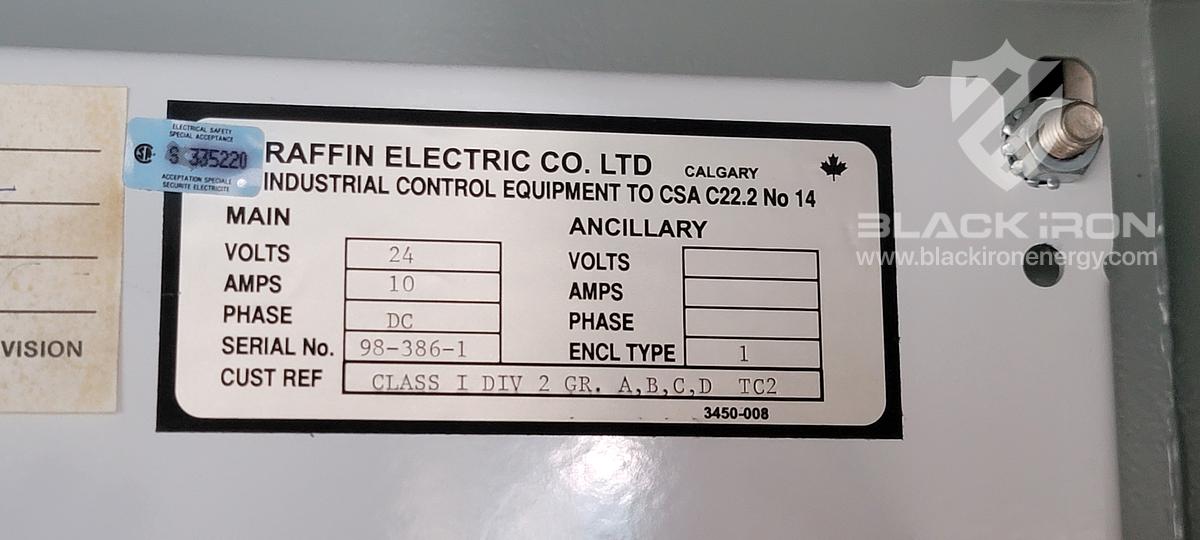 ELECTRICAL SAFETY
SPECIAL ACCEPTANCE
S 335220
ACCEPTATION SPECIALE
SECURITE ELECTRICITE
RAFFIN ELECTRIC CO. LTD CALGARY
INDUSTRIAL CONTROL EQUIPMENT TO CSA C22.2 No 14
MAIN
VOLTS 24
AMPS 10
PHASE DC
SERIAL No. 98-386-1
ANCILLARY
VOLTS
AMPS
PHASE
ENCL TYPE 1
CUST REF CLASS I DIV 2 GR. A,B,C,D TC2
3450-008
VISION
BLACK iRON
www.blackironenergy.com